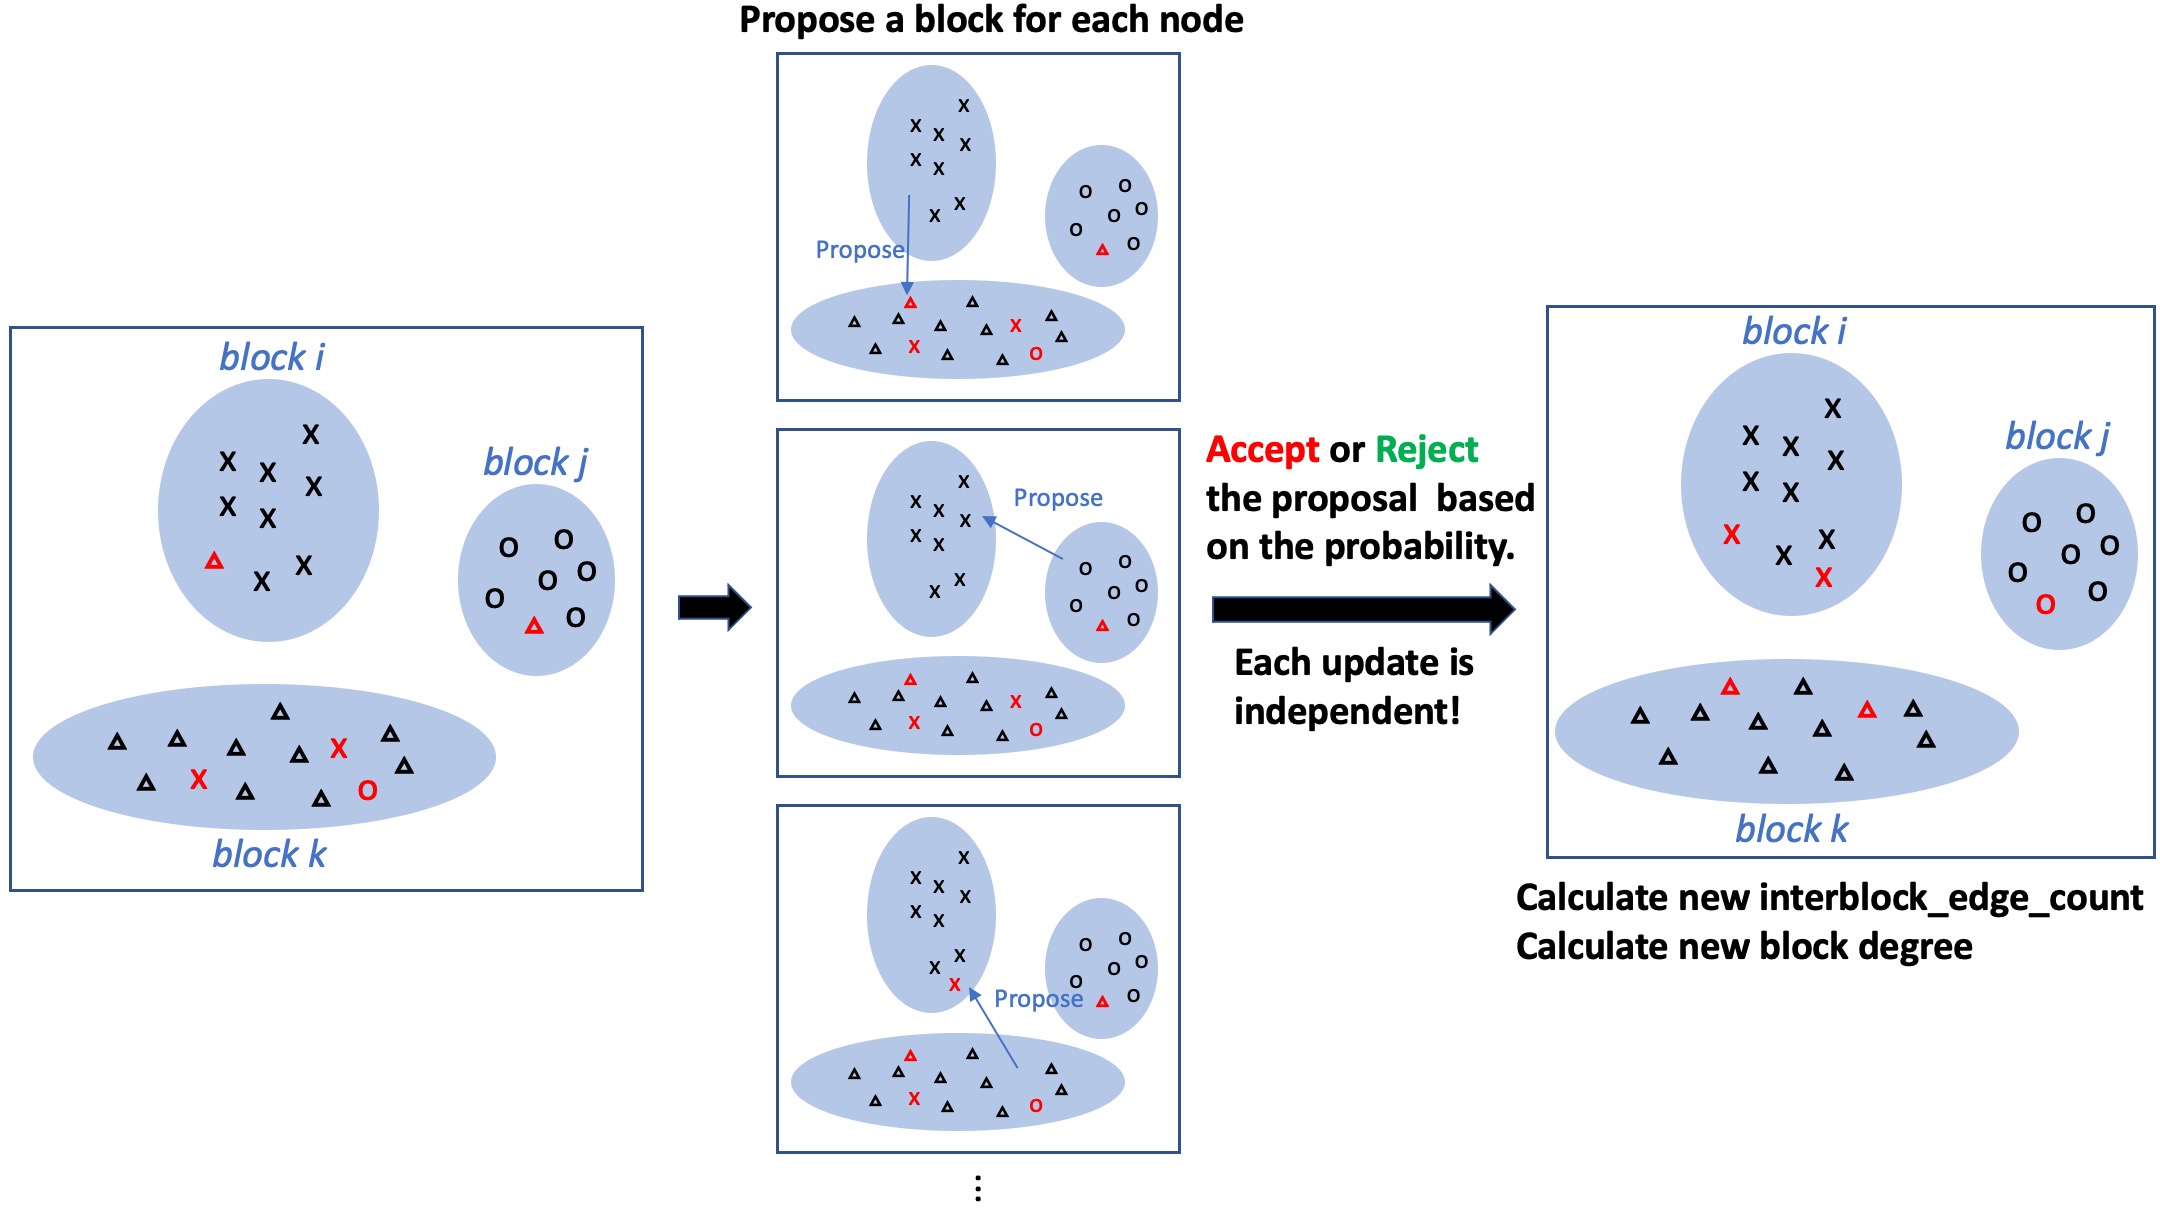 Propose a block for each node
block i
block j
block k
Propose
Propose
Propose
Accept or Reject
the proposal  based
on the probability.
Each update is
independent!
block i
block j
block k
Calculate new interblock_edge_count
Calculate new block degree